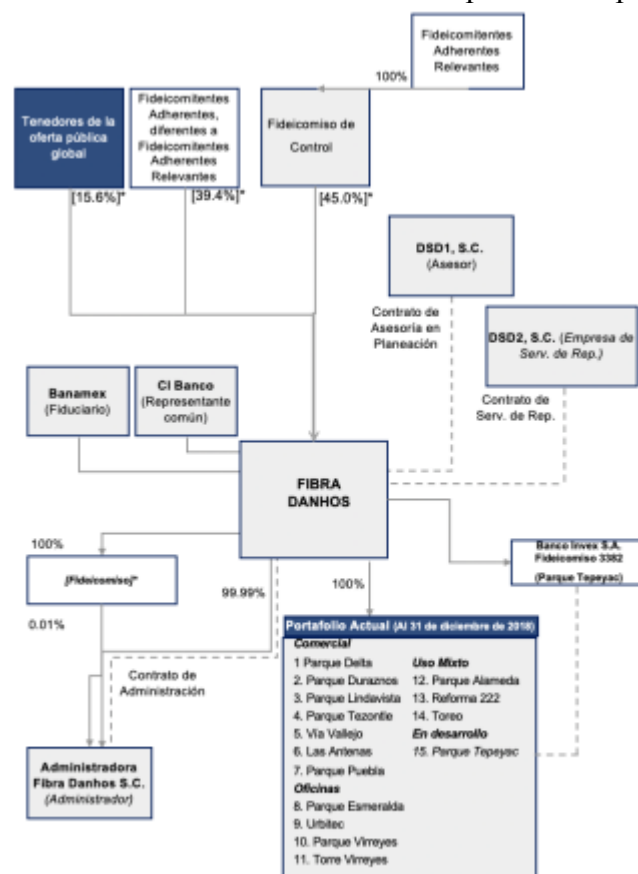 Fideicomitentes
Adherentes
Relevantes
100%
Tenedores de la
oferta pública
global
Fideicomitentes
Adherentes,
diferentes a
Fideicomitentes
Adherentes
Relevantes
Fideicomiso de
Control
[15.6%]*
[39.4%]*
[45.0%]*
DSD1, S.C.
(Asesor)
Contrato de
Asesoría en
Planeación
DSD2, S.C. (Empresa de
Serv. de Rep.)
Contrato de
Serv. de Rep.
Banamex
(Fiduciario)
CI Banco
(Representante
común)
FIBRA
DANHOS
100%
[Fideicomiso]*
0.01%
99.99%
100%
Banco Invex S.A.
Fideicomiso 3382
(Parque Tepeyac)
Contrato de
Administración
Administradora
Fibra Danhos S.C.
(Administrador)
Portafolio Actual (Al 31 de diciembre de 2018)
Comercial
1 Parque Delta
2. Parque Duraznos
3. Parque Lindavista
4. Parque Tezontle
5. Vía Vallejo
6. Las Antenas
7. Parque Puebla
Oficinas
8. Parque Esmeralda
9. Urbitec
10. Parque Virreyes
11. Torre Virreyes
Uso Mixto
12. Parque Alameda
13. Reforma 222
14. Toreo
En desarrollo
15. Parque Tepeyac